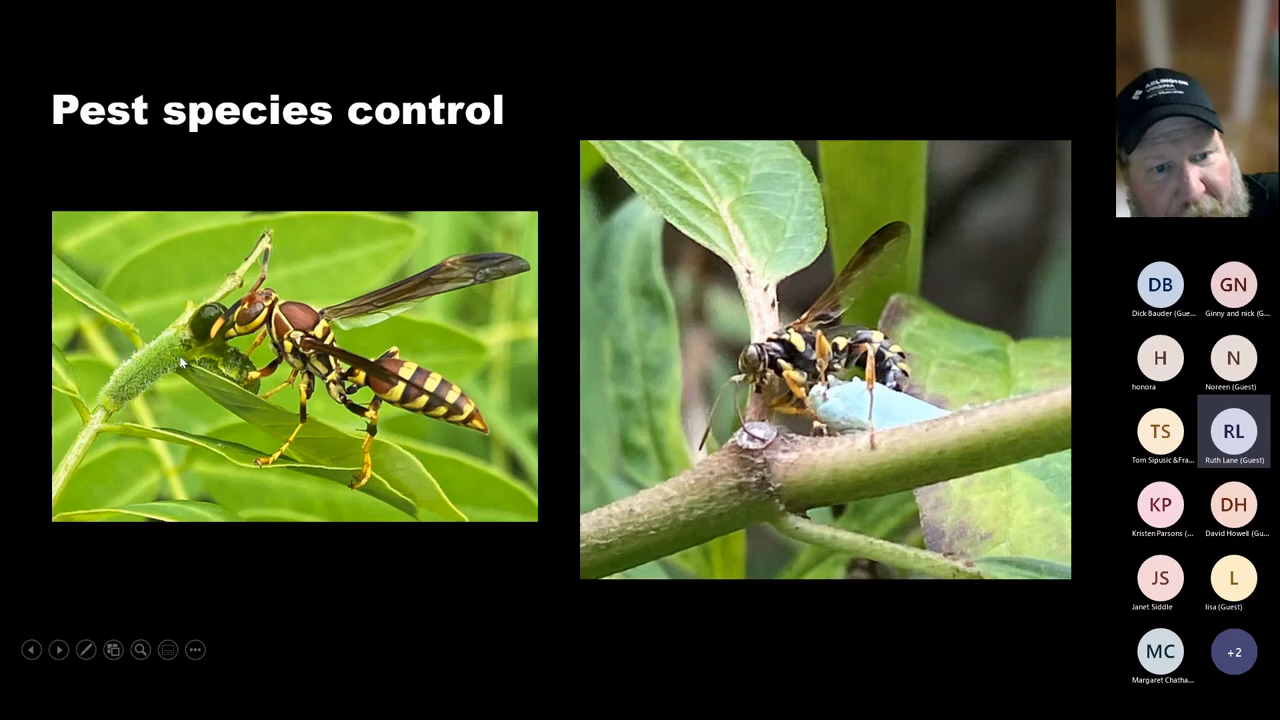 Pest species control
ARLINGTON
VIRGINIA
DB
GN
Dick Bauder (Gue...
Ginny and nick (G...
H
N
honora
Noreen (Guest)
TS
RL
Tom Sipusic &Fra...
Ruth Lane (Guest)
KP
DH
Kristen Parsons (...
David Howell (Gu...
JS
L
Janet Siddle
lisa (Guest)
MC
+2
Margaret Chatha...